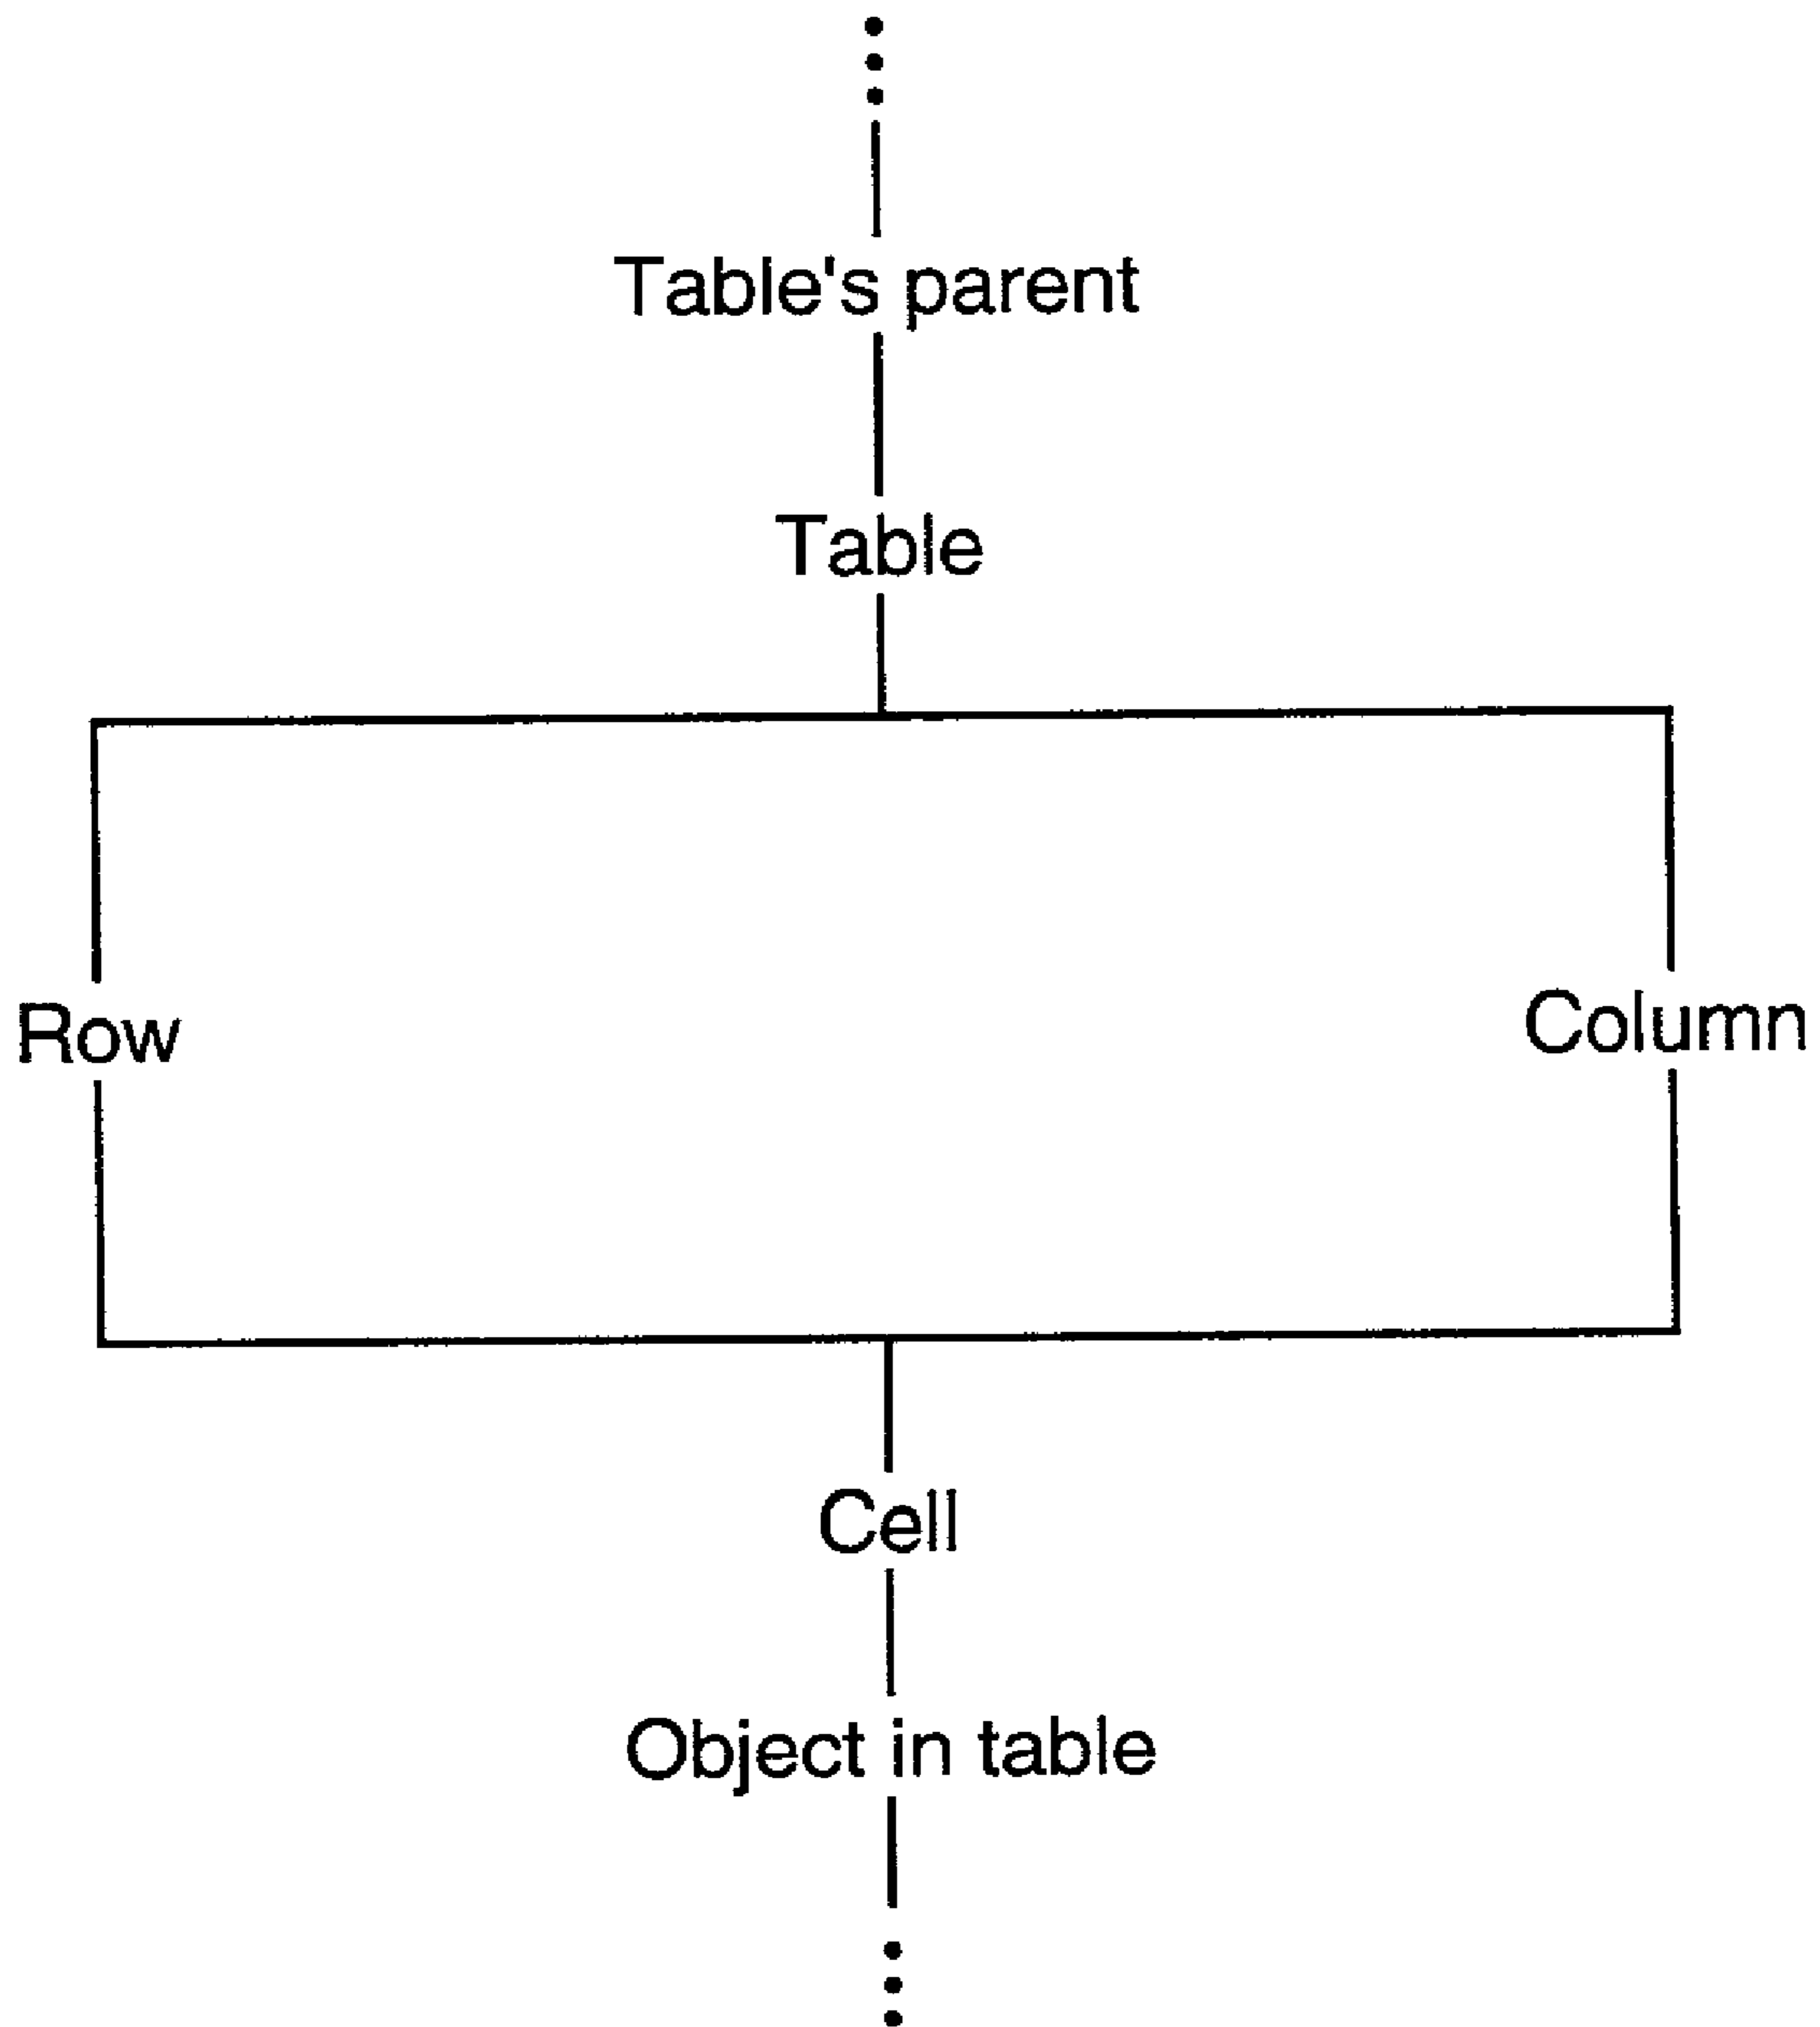 Table's parent
Table
Row
Column
Cell
Object in table